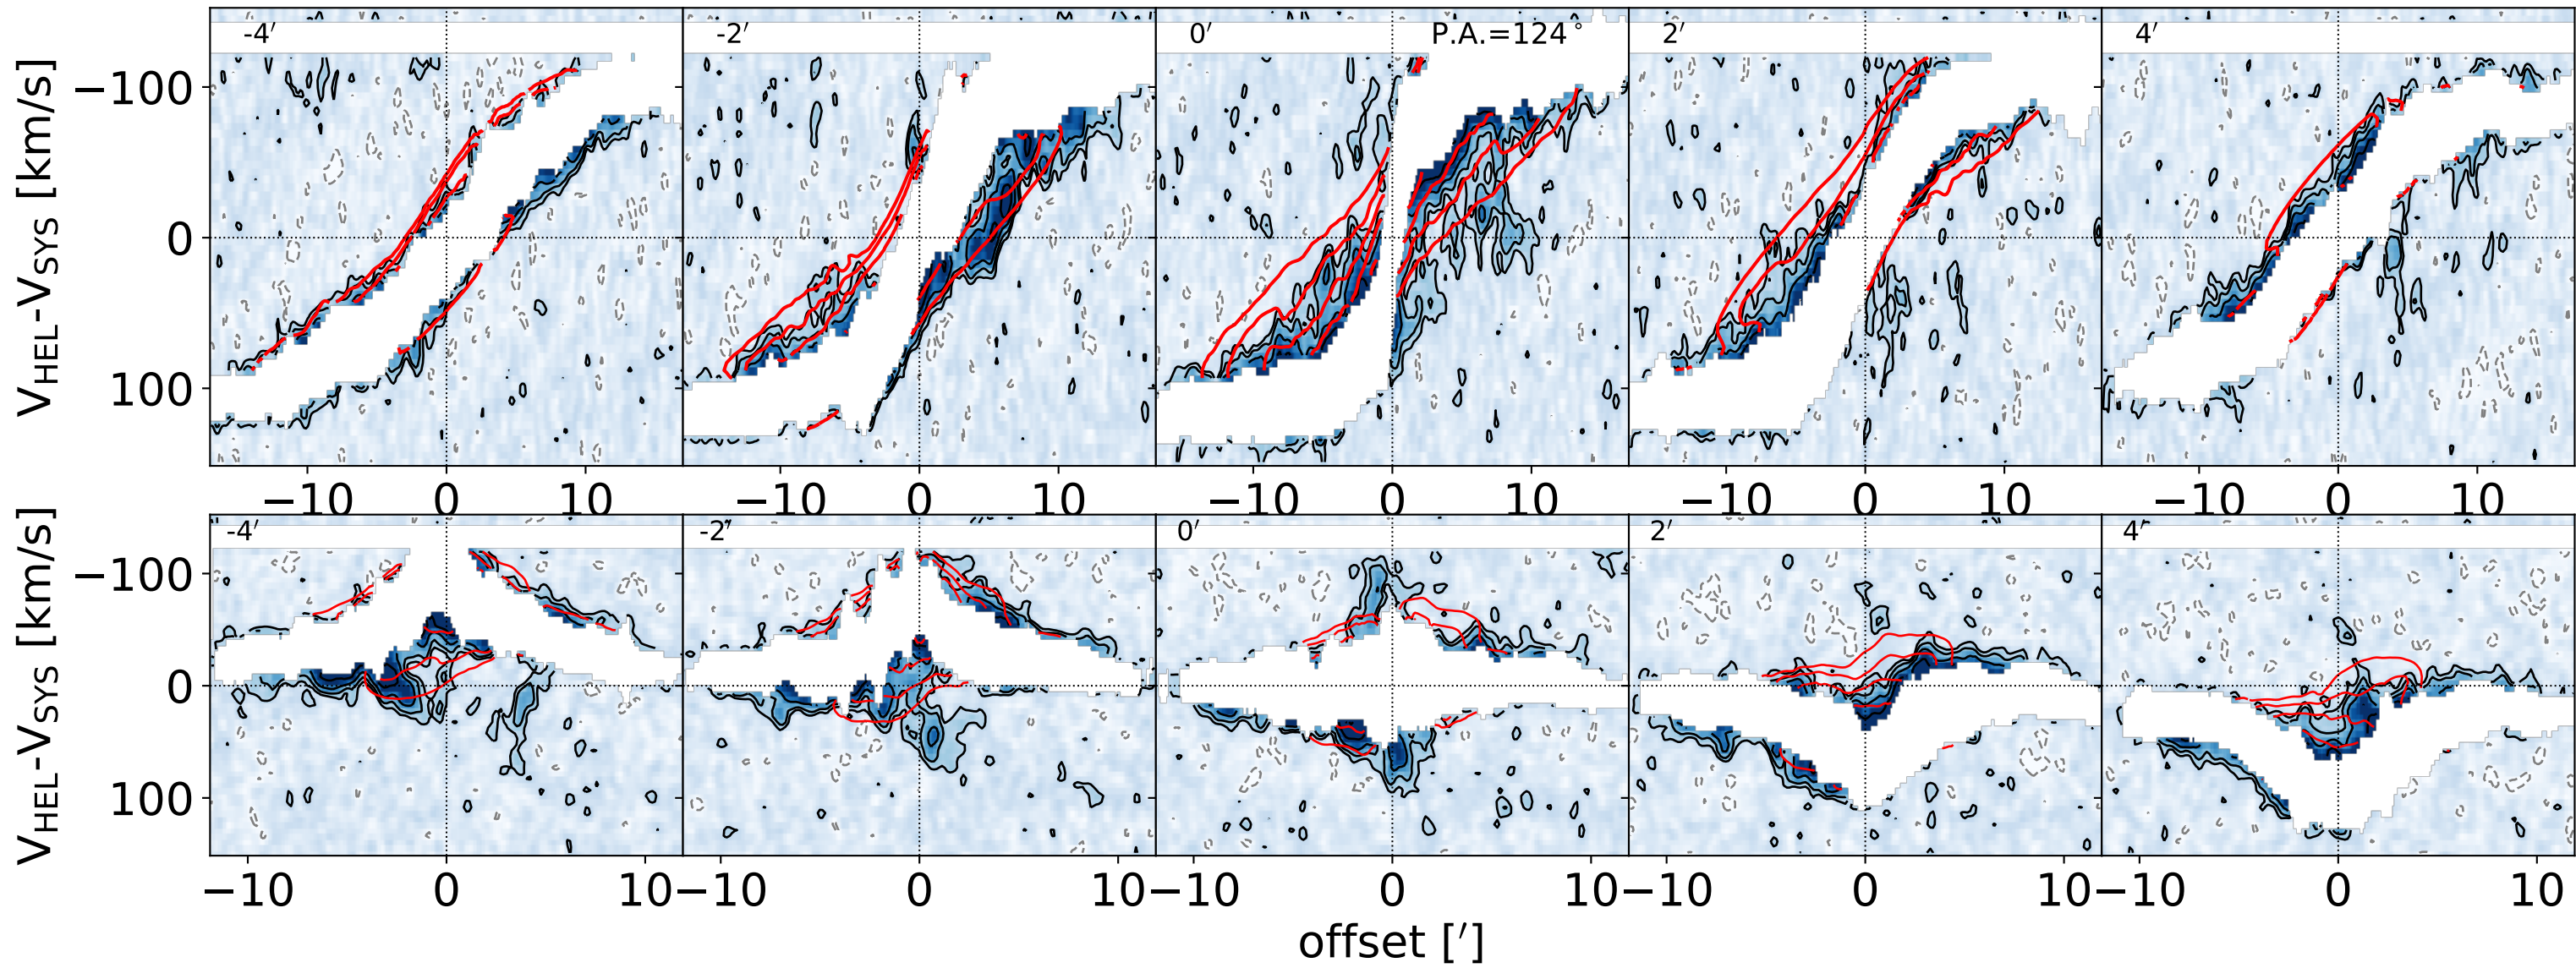 -4′ -2′ 0′ P.A.=124° 2′ 4′
V_HEL-V_SYS [km/s]
−100
0
100
−10 0 10 −10 0 10 −10 0 10 −10 0 10 −10 0 10
-4′ -2′ 0′ 2′ 4′
V_HEL-V_SYS [km/s]
−100
0
100
−10 0 10 −10 0 10 −10 0 10 −10 0 10 −10 0 10
offset [′]